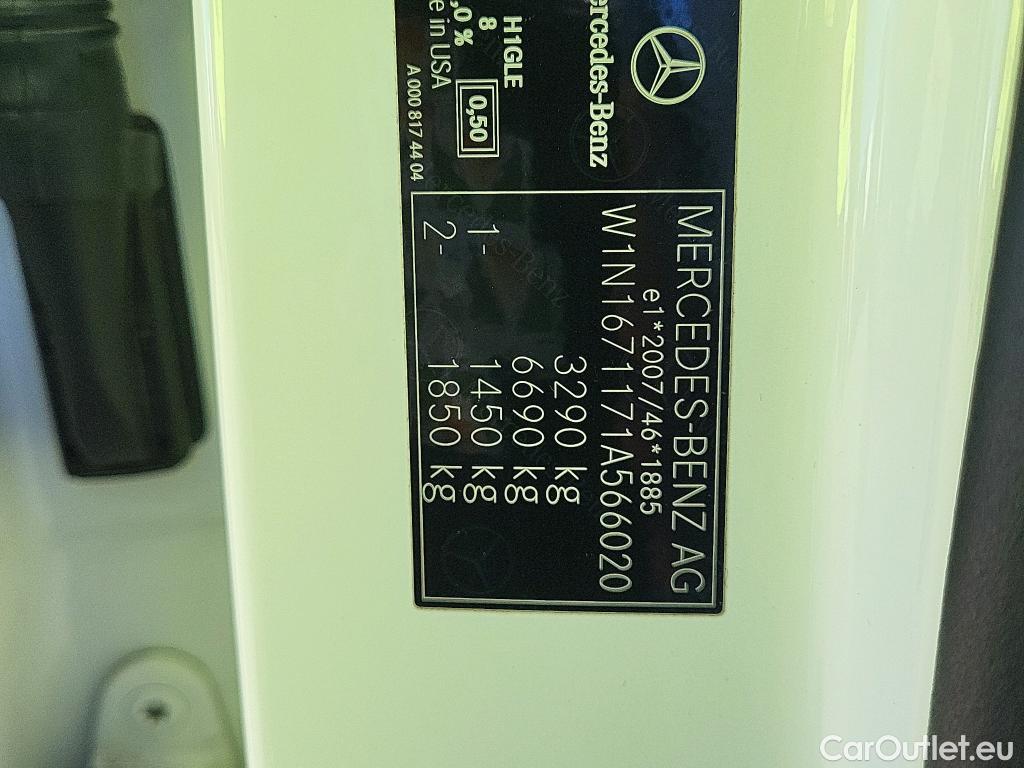 Mercedes-Benz
H1GLE
8
,0 %
0,50
in USA
A 000 817 44 04
MERCEDES-BENZ AG
e1*2007/46*1885
W1N1671171A566020
3290 kg
6690 kg
1- 1450 kg
2- 1850 kg
CarOutlet.eu